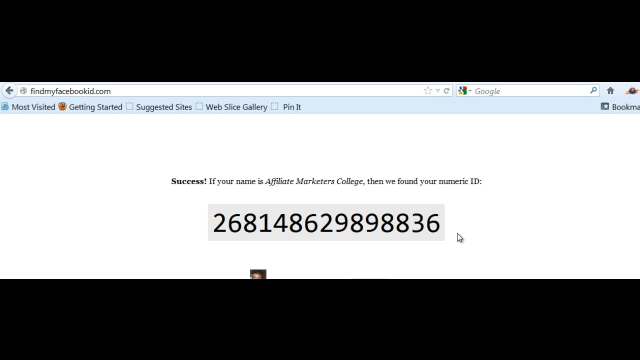 findmyfacebookid.com
Google
Most Visited Getting Started Suggested Sites Web Slice Gallery Pin It
Success! If your name is Affiliate Marketers College, then we found your numeric ID:
268148629898836